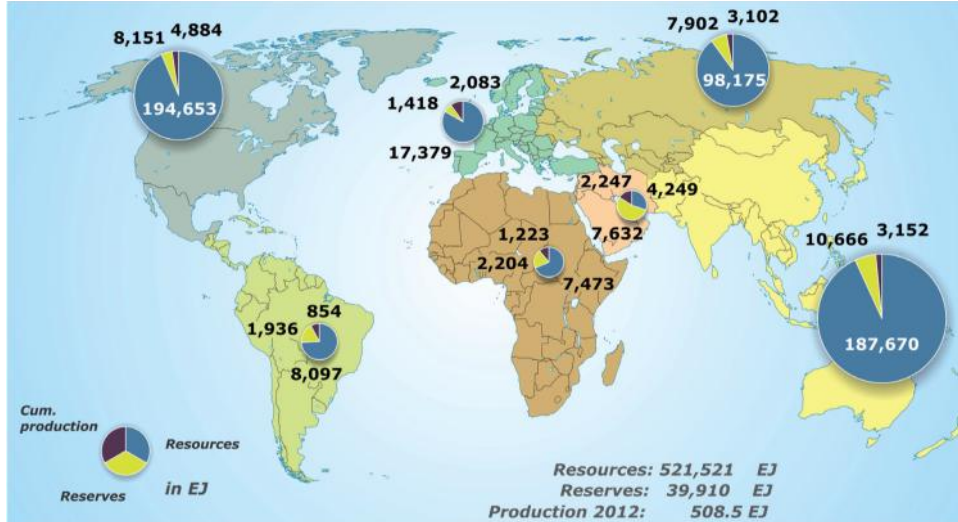 8,151 4,884
194,653
2,083
1,418
17,379
7,902 3,102
98,175
2,247 4,249
7,632
1,223
2,204
7,473
10,666 3,152
187,670
854
1,936
8,097
Cum.
production
Resources
Reserves
in EJ
Resources: 521,521 EJ
Reserves: 39,910 EJ
Production 2012: 508.5 EJ